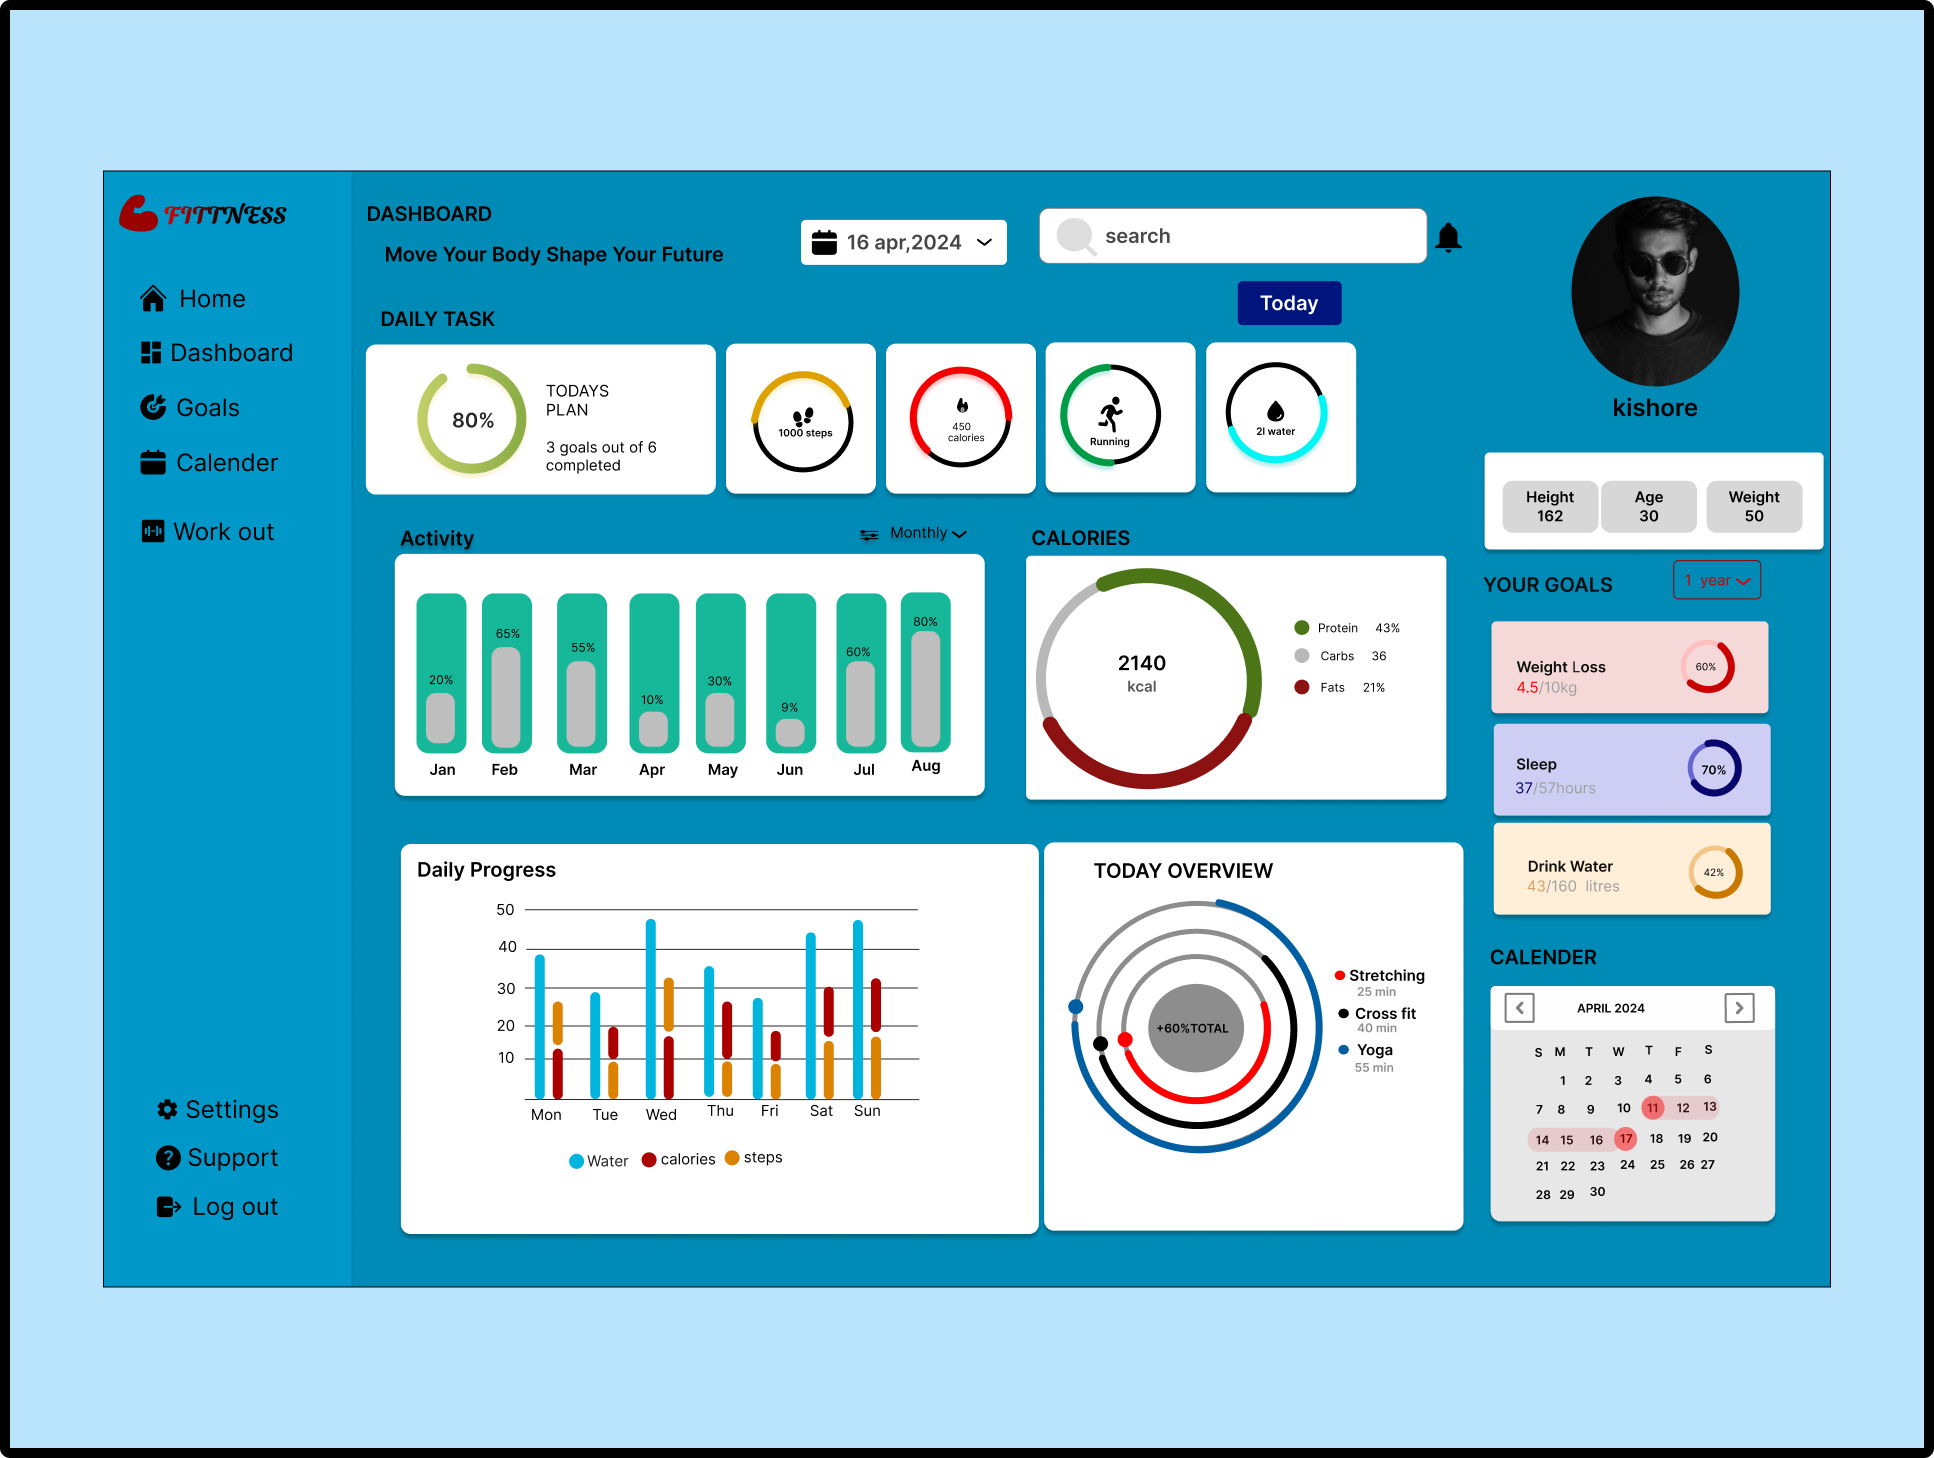 FITTNESS
Home
Dashboard
Goals
Calender
Work out
Settings
Support
Log out
DASHBOARD
Move Your Body Shape Your Future
16 apr,2024
search
Today
DAILY TASK
80%
TODAYS
PLAN
3 goals out of 6
completed
1000 steps
450
calories
Running
2l water
Activity
Monthly
20%
65%
55%
10%
30%
9%
60%
80%
Jan Feb Mar Apr May Jun Jul Aug
CALORIES
2140
kcal
Protein 43%
Carbs 36
Fats 21%
Daily Progress
50
40
30
20
10
Mon Tue Wed Thu Fri Sat Sun
Water calories steps
TODAY OVERVIEW
+60%TOTAL
Stretching
25 min
Cross fit
40 min
Yoga
55 min
kishore
Height
162
Age
30
Weight
50
YOUR GOALS
1 year
Weight Loss
4.5/10kg
60%
Sleep
37/57hours
70%
Drink Water
43/160 litres
42%
CALENDER
APRIL 2024
S M T W T F S
1 2 3 4 5 6
7 8 9 10 11 12 13
14 15 16 17 18 19 20
21 22 23 24 25 26 27
28 29 30